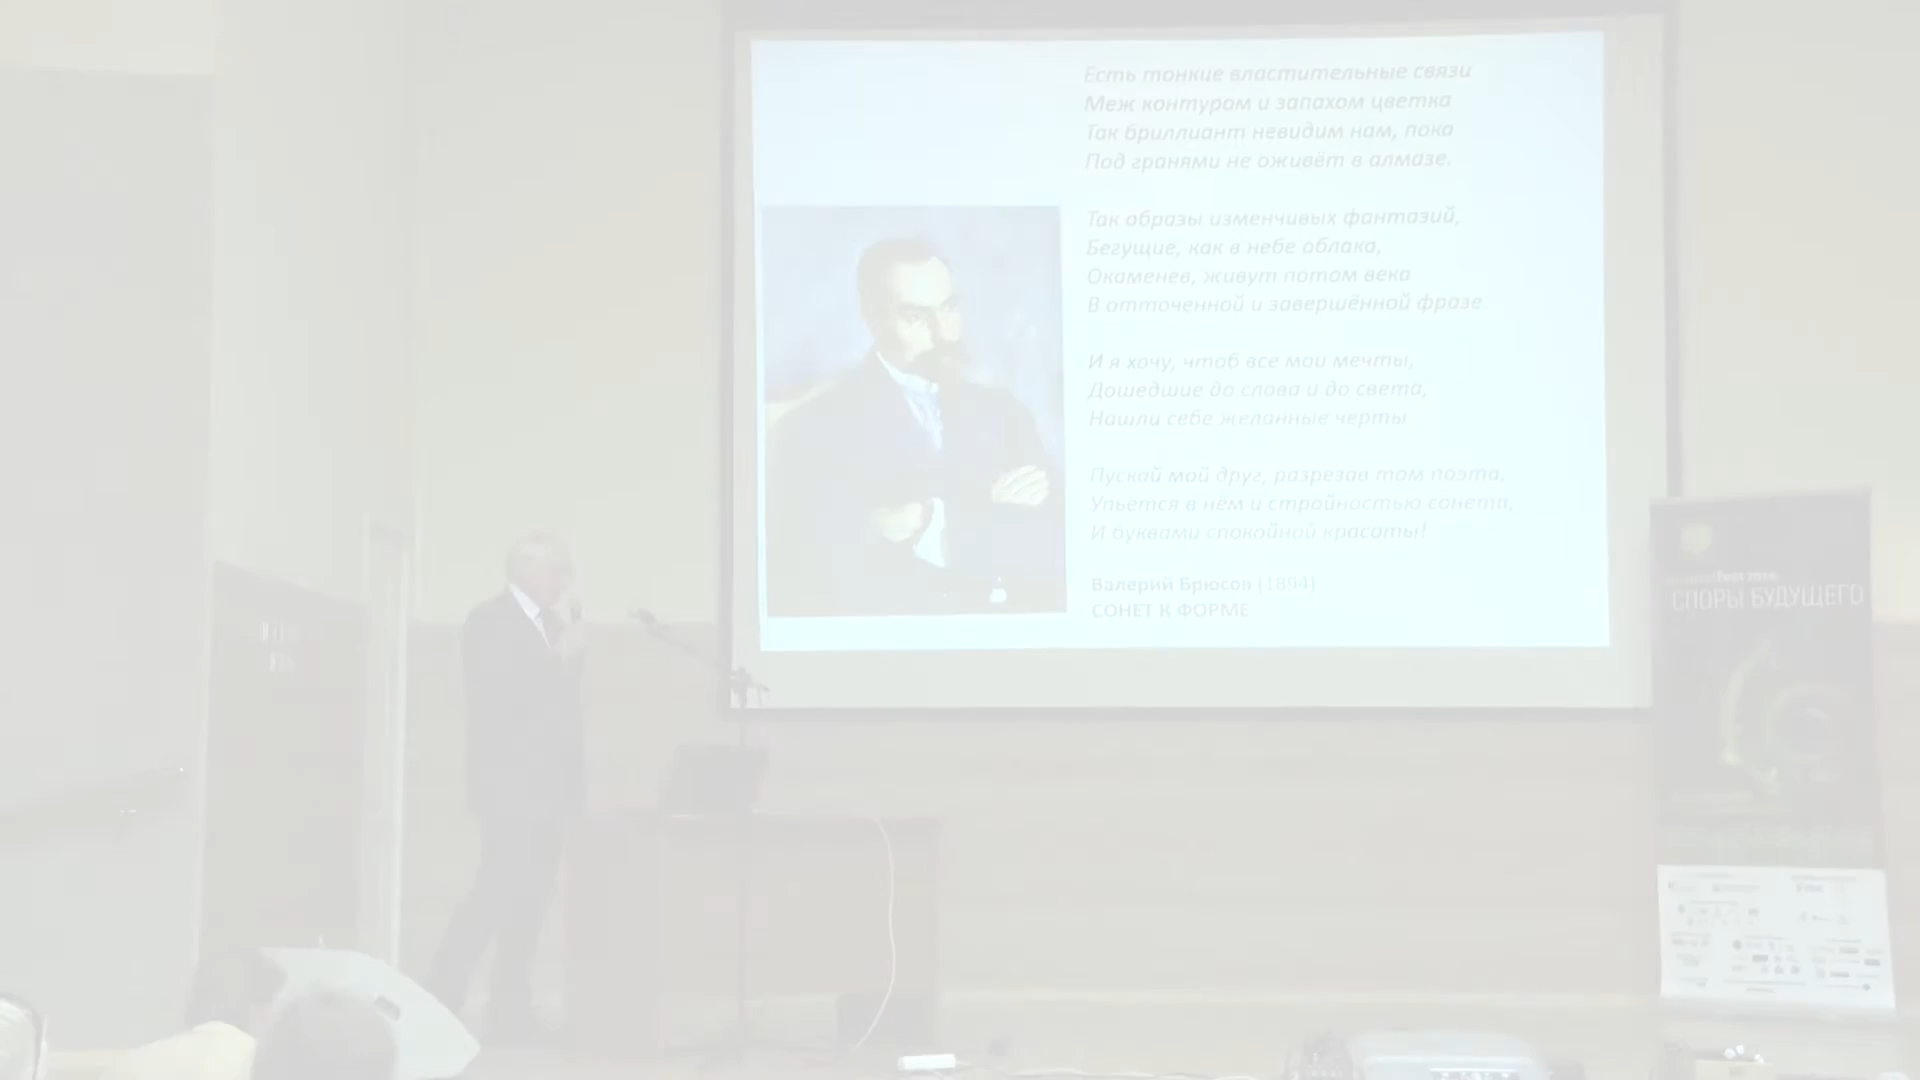 Есть тонкие властительные связи
Меж контуром и запахом цветка
Так бриллиант невидим нам, пока
Под гранями не оживёт в алмазе.
Так образы изменчивых фантазий,
Бегущие, как в небе облака,
Окаменев, живут потом века
В отточенной и завершённой фразе.
И я хочу, чтоб все мои мечты,
Дошедшие до слова и до света,
Нашли себе желанные черты
Пускай мой друг, разрезав том поэта,
Упьётся в нём и стройностью сонета,
И буквами спокойной красоты!
Валерий Брюсов (1894)
СОНЕТ К ФОРМЕ
СПОРЫ БУДУЩЕГО